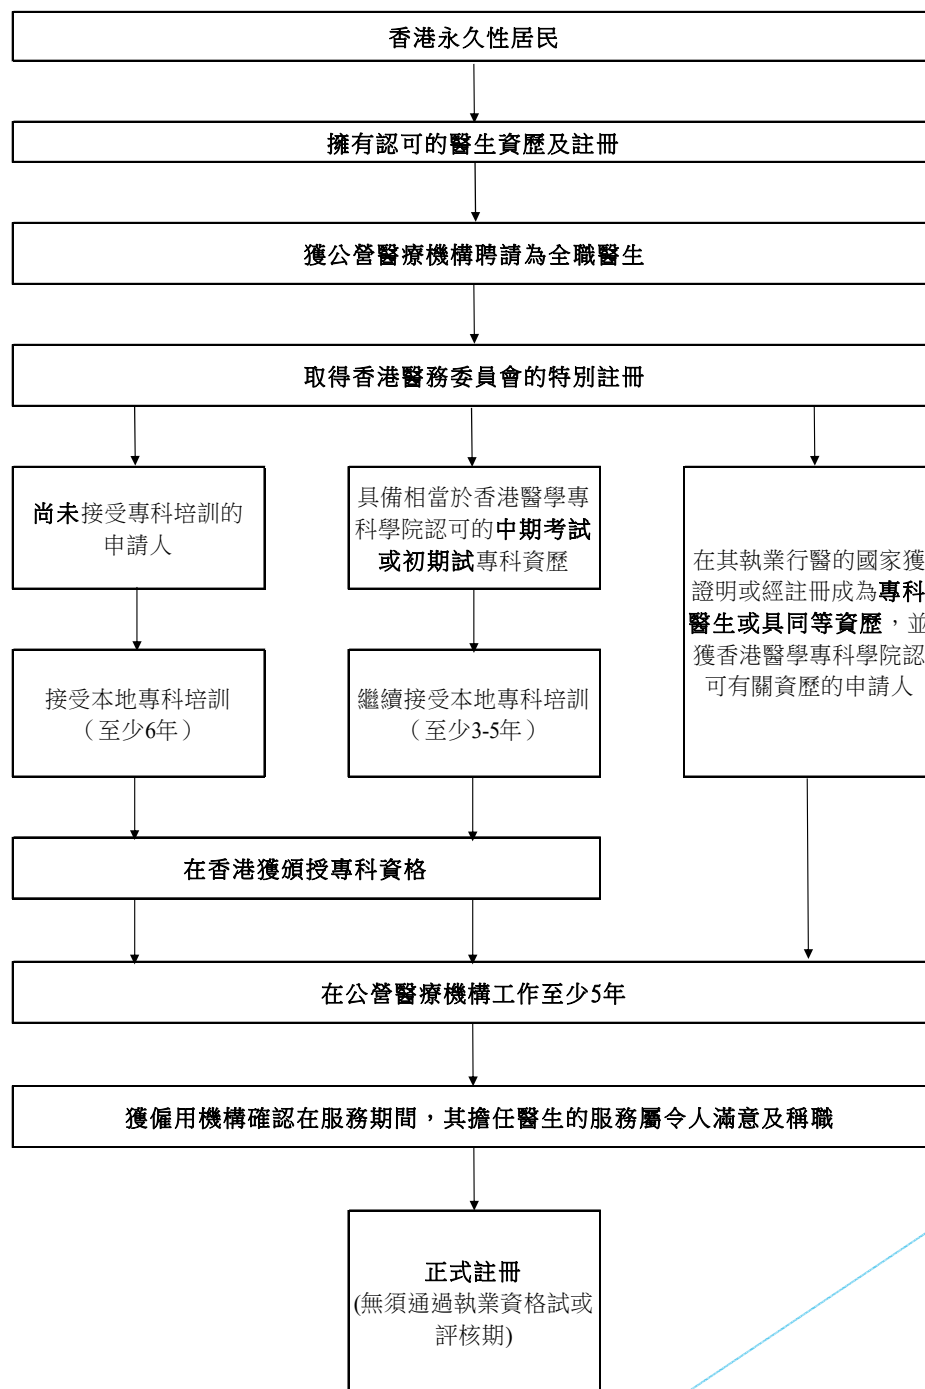 香港永久性居民
擁有認可的醫生資歷及註冊
獲公營醫療機構聘請為全職醫生
取得香港醫務委員會的特別註冊
尚未接受專科培訓的
申請人
具備相當於香港醫學專
科學院認可的中期考試
或初期試專科資歷
在其執業行醫的國家獲
證明或經註冊成為專科
醫生或具同等資歷，並
獲香港醫學專科學院認
可有關資歷的申請人
接受本地專科培訓
（至少6年）
繼續接受本地專科培訓
（至少3-5年）
在香港獲頒授專科資格
在公營醫療機構工作至少5年
獲僱用機構確認在服務期間，其擔任醫生的服務屬令人滿意及稱職
正式註冊
(無須通過執業資格試或
評核期)